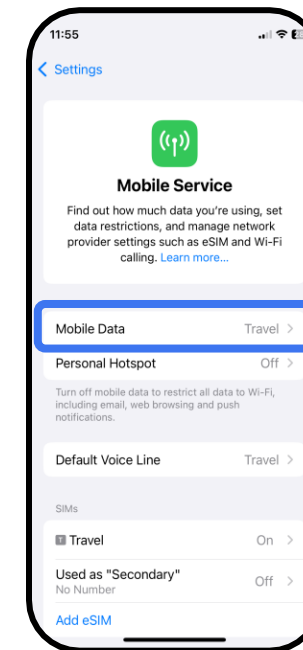 11:55
Settings
Mobile Service
Find out how much data you're using, set
data restrictions, and manage network
provider settings such as eSIM and Wi-Fi
calling. Learn more...
Mobile Data Travel
Personal Hotspot Off
Turn off mobile data to restrict all data to Wi-Fi,
including email, web browsing and push
notifications.
Default Voice Line Travel
SIMs
T Travel On
Used as "Secondary" Off
No Number
Add eSIM